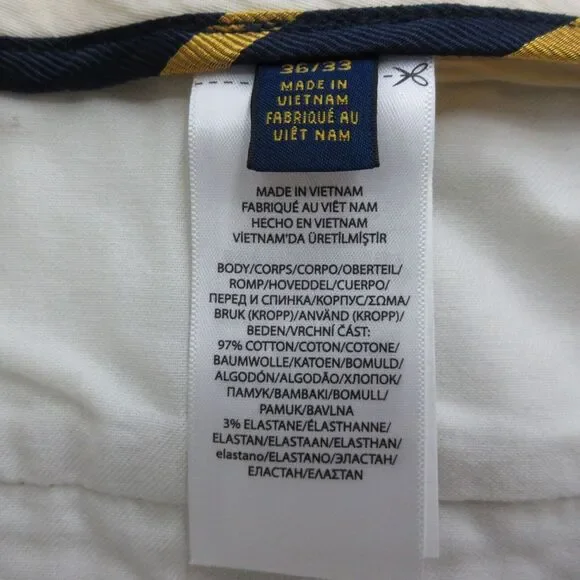 36/33
MADE IN
VIETNAM
FABRIQUÉ AU
VIÊT NAM
MADE IN VIETNAM
FABRIQUÉ AU VIÊT NAM
HECHO EN VIETNAM
VİETNAM'DA ÜRETİLMİŞTİR
BODY/CORPS/CORPO/OBERTEIL/
ROMP/HOVEDDEL/CUERPO/
ПЕРЕД И СПИНКА/КОРПУС/ΣΩΜΑ/
BRUK (KROPP)/ANVÄND (KROPP)/
BEDEN/VRCHNÍ ČÁST:
97% COTTON/COTON/COTONE/
BAUMWOLLE/KATOEN/BOMULD/
ALGODÓN/ALGODÃO/ХЛОПОК/
ПАМУК/ΒΑΜΒΑΚΙ/BOMULL/
PAMUK/BAVLNA
3% ELASTANE/ÉLASTHANNE/
ELASTAN/ELASTAAN/ELASTHAN/
elastano/ELASTANO/ЭЛАСТАН/
ЕЛАСТАН/ΕΛΑΣΤΑΝ